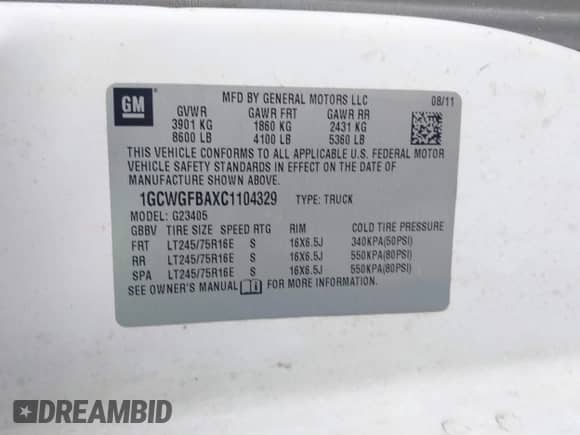 GM
MFD BY GENERAL MOTORS LLC 08/11
GVWR GAWR FRT GAWR RR
3901 KG 1860 KG 2431 KG
8600 LB 4100 LB 5360 LB
THIS VEHICLE CONFORMS TO ALL APPLICABLE U.S. FEDERAL MOTOR
VEHICLE SAFETY STANDARDS IN EFFECT ON THE DATE OF
MANUFACTURE SHOWN ABOVE.
1GCWGFBAXC1104329 TYPE: TRUCK
MODEL: G23405
GBBV TIRE SIZE SPEED RTG RIM COLD TIRE PRESSURE
FRT LT245/75R16E S 16X6.5J 340KPA(50PSI)
RR LT245/75R16E S 16X6.5J 550KPA(80PSI)
SPA LT245/75R16E S 16X6.5J 550KPA(80PSI)
SEE OWNER'S MANUAL FOR MORE INFORMATION.
DREAMBID